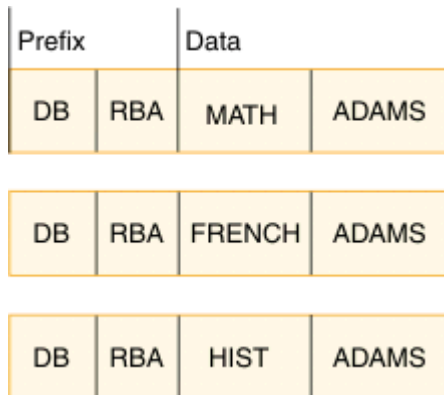 Prefix Data
DB RBA MATH ADAMS
DB RBA FRENCH ADAMS
DB RBA HIST ADAMS